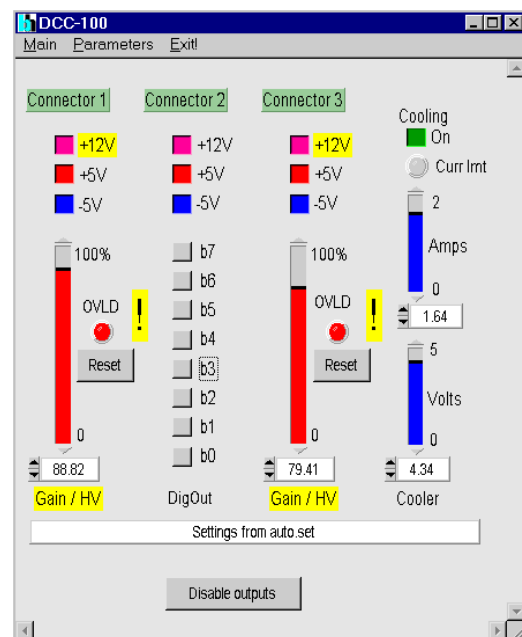 DCC-100
Main Parameters Exit!
Connector 1 Connector 2 Connector 3
Cooling
On
+12V +12V +12V
Curr lmt
+5V +5V +5V
-5V -5V -5V
2
Amps
0
1.64
100% b7 100%
b6
OVLD ! b5 OVLD !
b4
Reset b3 Reset
5
Volts
0
b2
b1
0 b0 0
88.82 79.41 4.34
Gain / HV DigOut Gain / HV Cooler
Settings from auto.set
Disable outputs